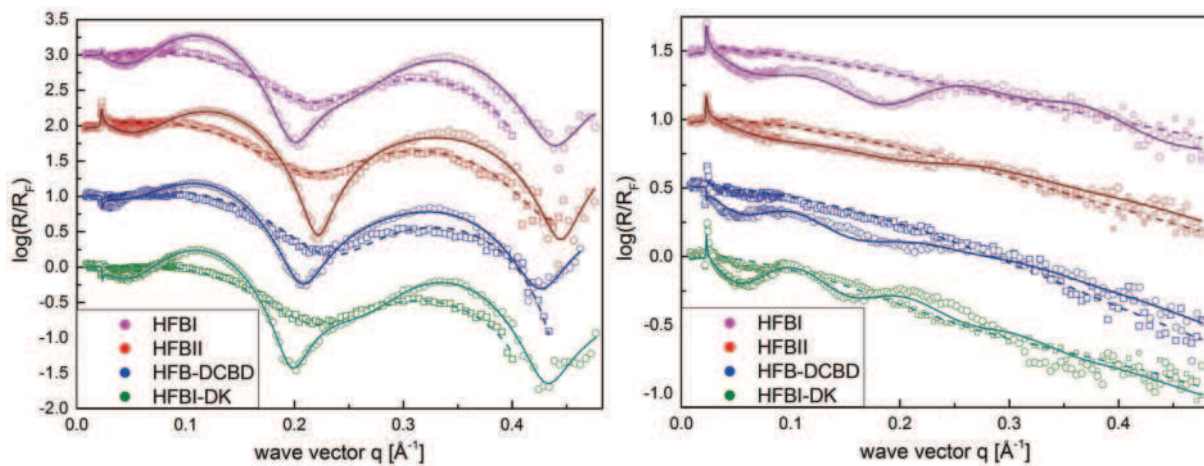 log(R/R_F)
3.5
3.0
2.5
2.0
1.5
1.0
0.5
0.0
-0.5
-1.0
-1.5
-2.0
HFBI
HFBII
HFB-DCBD
HFBI-DK
0.0 0.1 0.2 0.3 0.4
wave vector q [Å⁻¹]
log(R/R_F)
1.5
1.0
0.5
0.0
-0.5
-1.0
HFBI
HFBII
HFB-DCBD
HFBI-DK
0.0 0.1 0.2 0.3 0.4
wave vector q [Å⁻¹]